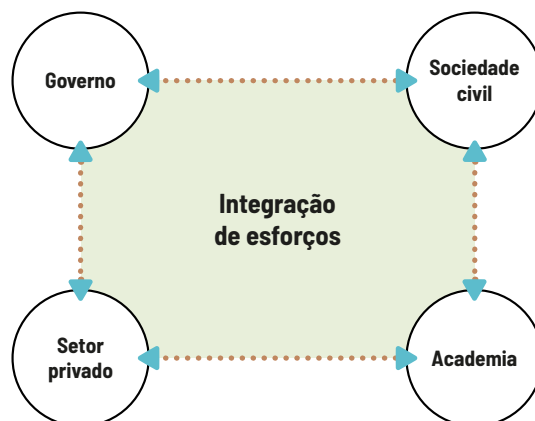 Governo
Sociedade
civil
Integração
de esforços
Setor
privado
Academia